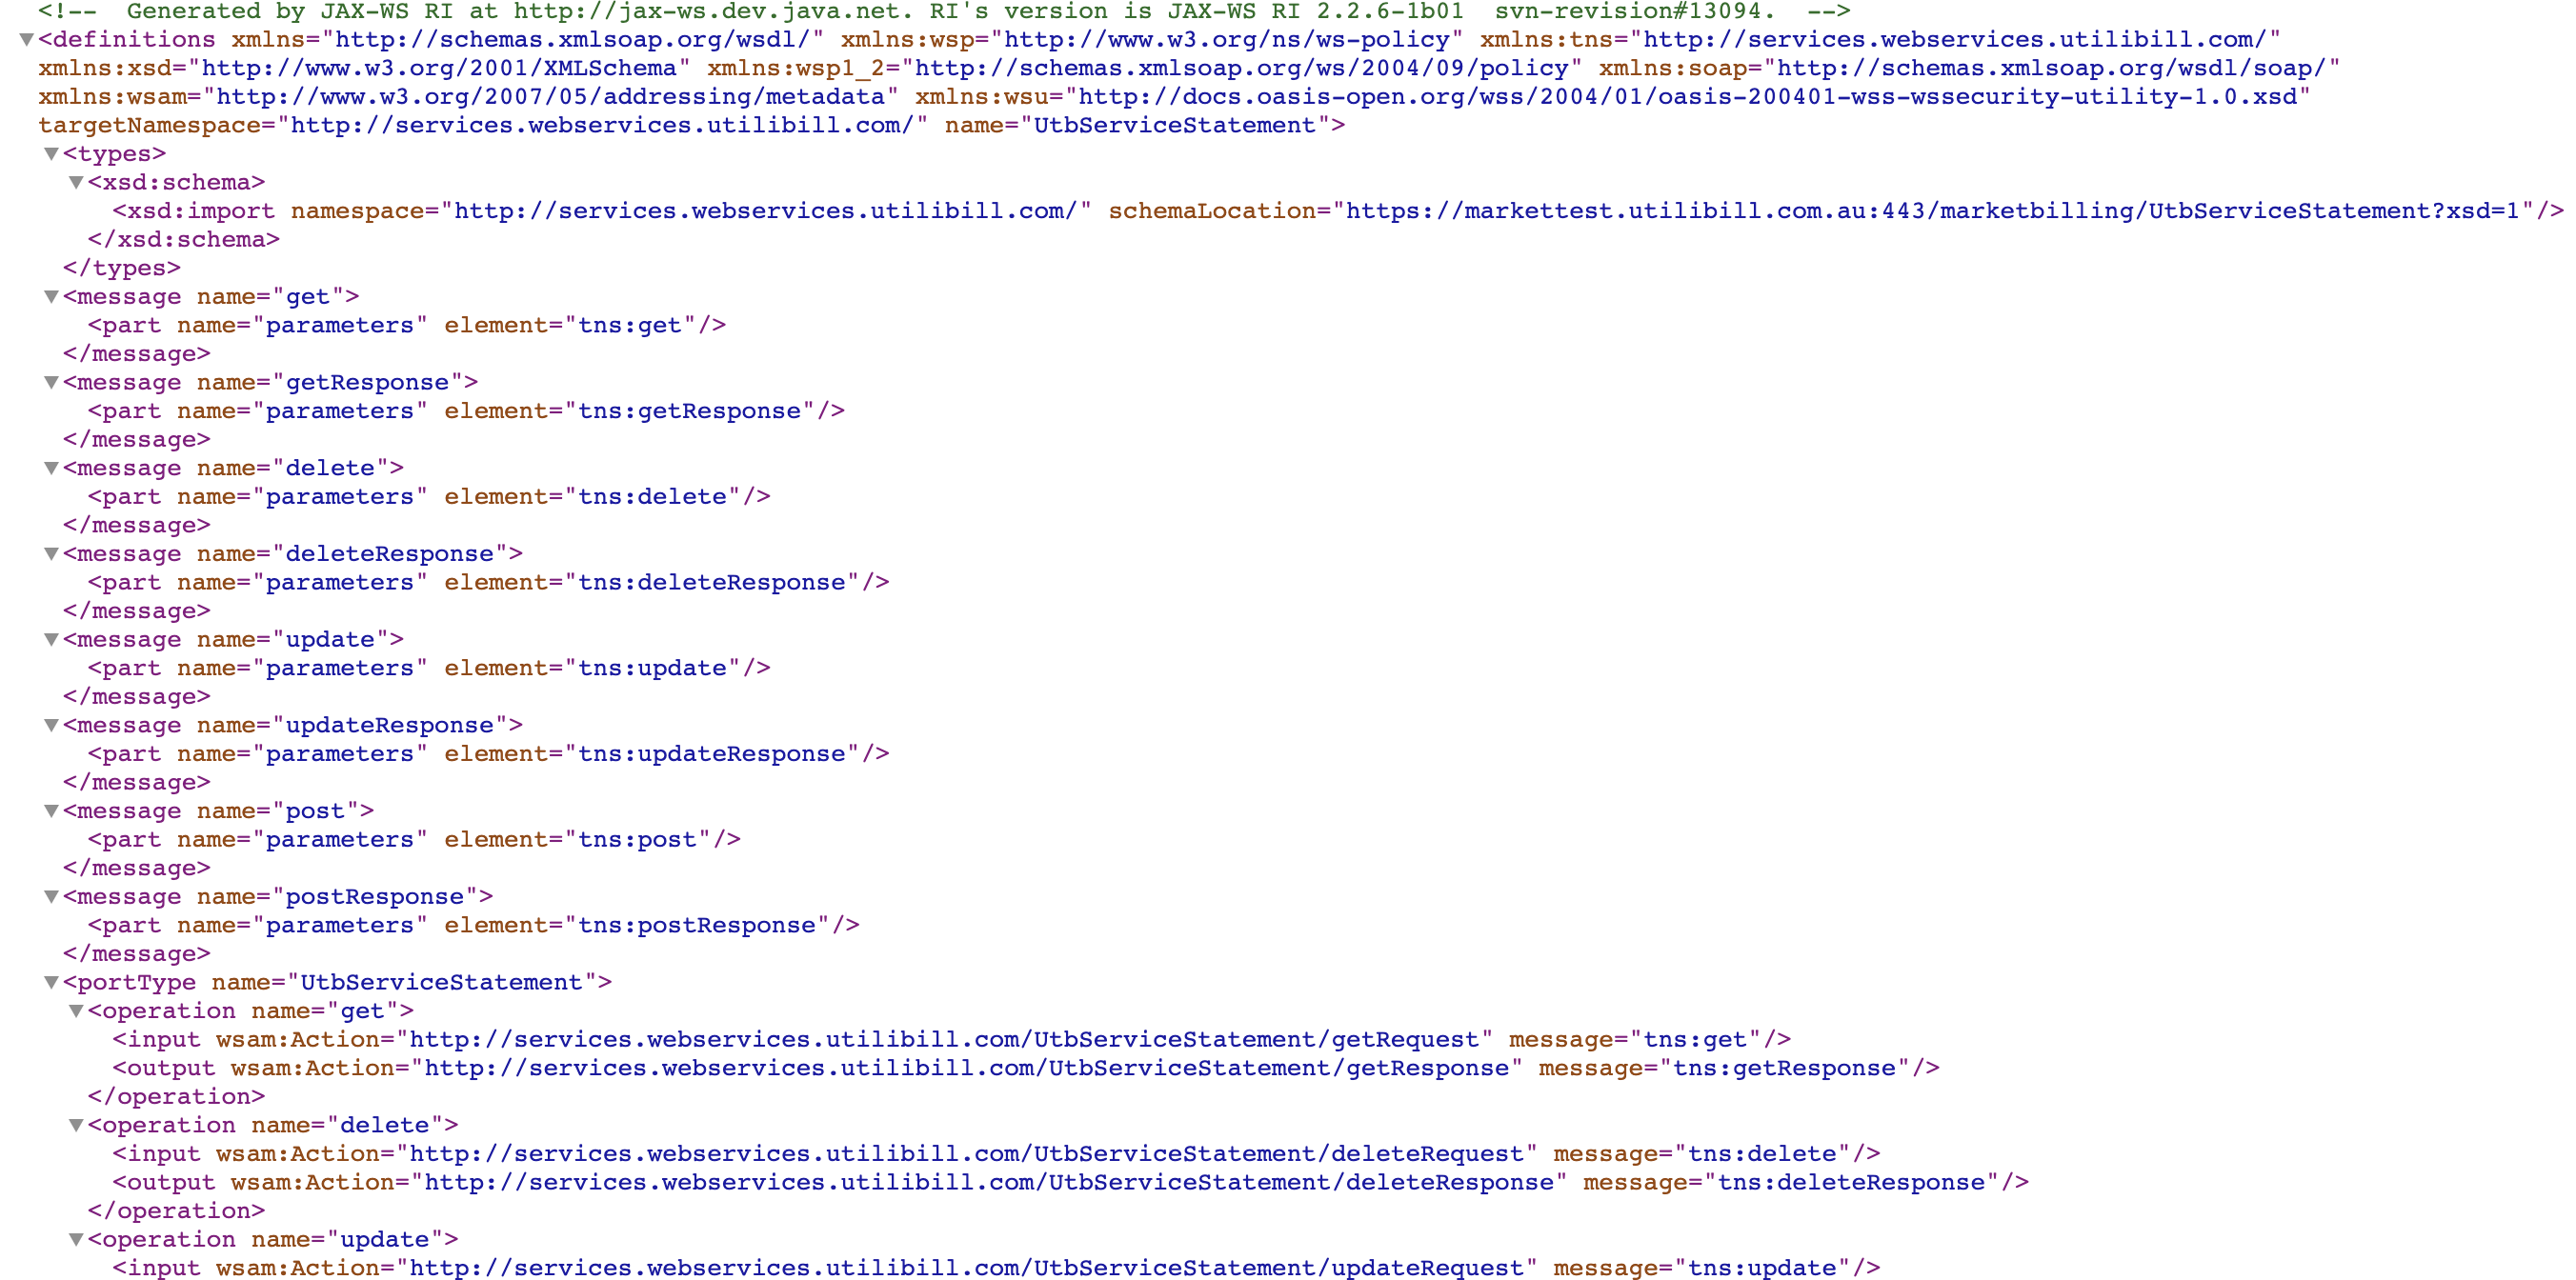 <!--  Generated by JAX-WS RI at http://jax-ws.dev.java.net. RI's version is JAX-WS RI 2.2.6-1b01  svn-revision#13094.  -->
▼<definitions xmlns="http://schemas.xmlsoap.org/wsdl/" xmlns:wsp="http://www.w3.org/ns/ws-policy" xmlns:tns="http://services.webservices.utilibill.com/"
xmlns:xsd="http://www.w3.org/2001/XMLSchema" xmlns:wsp1_2="http://schemas.xmlsoap.org/ws/2004/09/policy" xmlns:soap="http://schemas.xmlsoap.org/wsdl/soap/"
xmlns:wsam="http://www.w3.org/2007/05/addressing/metadata" xmlns:wsu="http://docs.oasis-open.org/wss/2004/01/oasis-200401-wss-wssecurity-utility-1.0.xsd"
targetNamespace="http://services.webservices.utilibill.com/" name="UtbServiceStatement">
▼<types>
▼<xsd:schema>
<xsd:import namespace="http://services.webservices.utilibill.com/" schemaLocation="https://markettest.utilibill.com.au:443/marketbilling/UtbServiceStatement?xsd=1"/>
</xsd:schema>
</types>
▼<message name="get">
<part name="parameters" element="tns:get"/>
</message>
▼<message name="getResponse">
<part name="parameters" element="tns:getResponse"/>
</message>
▼<message name="delete">
<part name="parameters" element="tns:delete"/>
</message>
▼<message name="deleteResponse">
<part name="parameters" element="tns:deleteResponse"/>
</message>
▼<message name="update">
<part name="parameters" element="tns:update"/>
</message>
▼<message name="updateResponse">
<part name="parameters" element="tns:updateResponse"/>
</message>
▼<message name="post">
<part name="parameters" element="tns:post"/>
</message>
▼<message name="postResponse">
<part name="parameters" element="tns:postResponse"/>
</message>
▼<portType name="UtbServiceStatement">
▼<operation name="get">
<input wsam:Action="http://services.webservices.utilibill.com/UtbServiceStatement/getRequest" message="tns:get"/>
<output wsam:Action="http://services.webservices.utilibill.com/UtbServiceStatement/getResponse" message="tns:getResponse"/>
</operation>
▼<operation name="delete">
<input wsam:Action="http://services.webservices.utilibill.com/UtbServiceStatement/deleteRequest" message="tns:delete"/>
<output wsam:Action="http://services.webservices.utilibill.com/UtbServiceStatement/deleteResponse" message="tns:deleteResponse"/>
</operation>
▼<operation name="update">
<input wsam:Action="http://services.webservices.utilibill.com/UtbServiceStatement/updateRequest" message="tns:update"/>